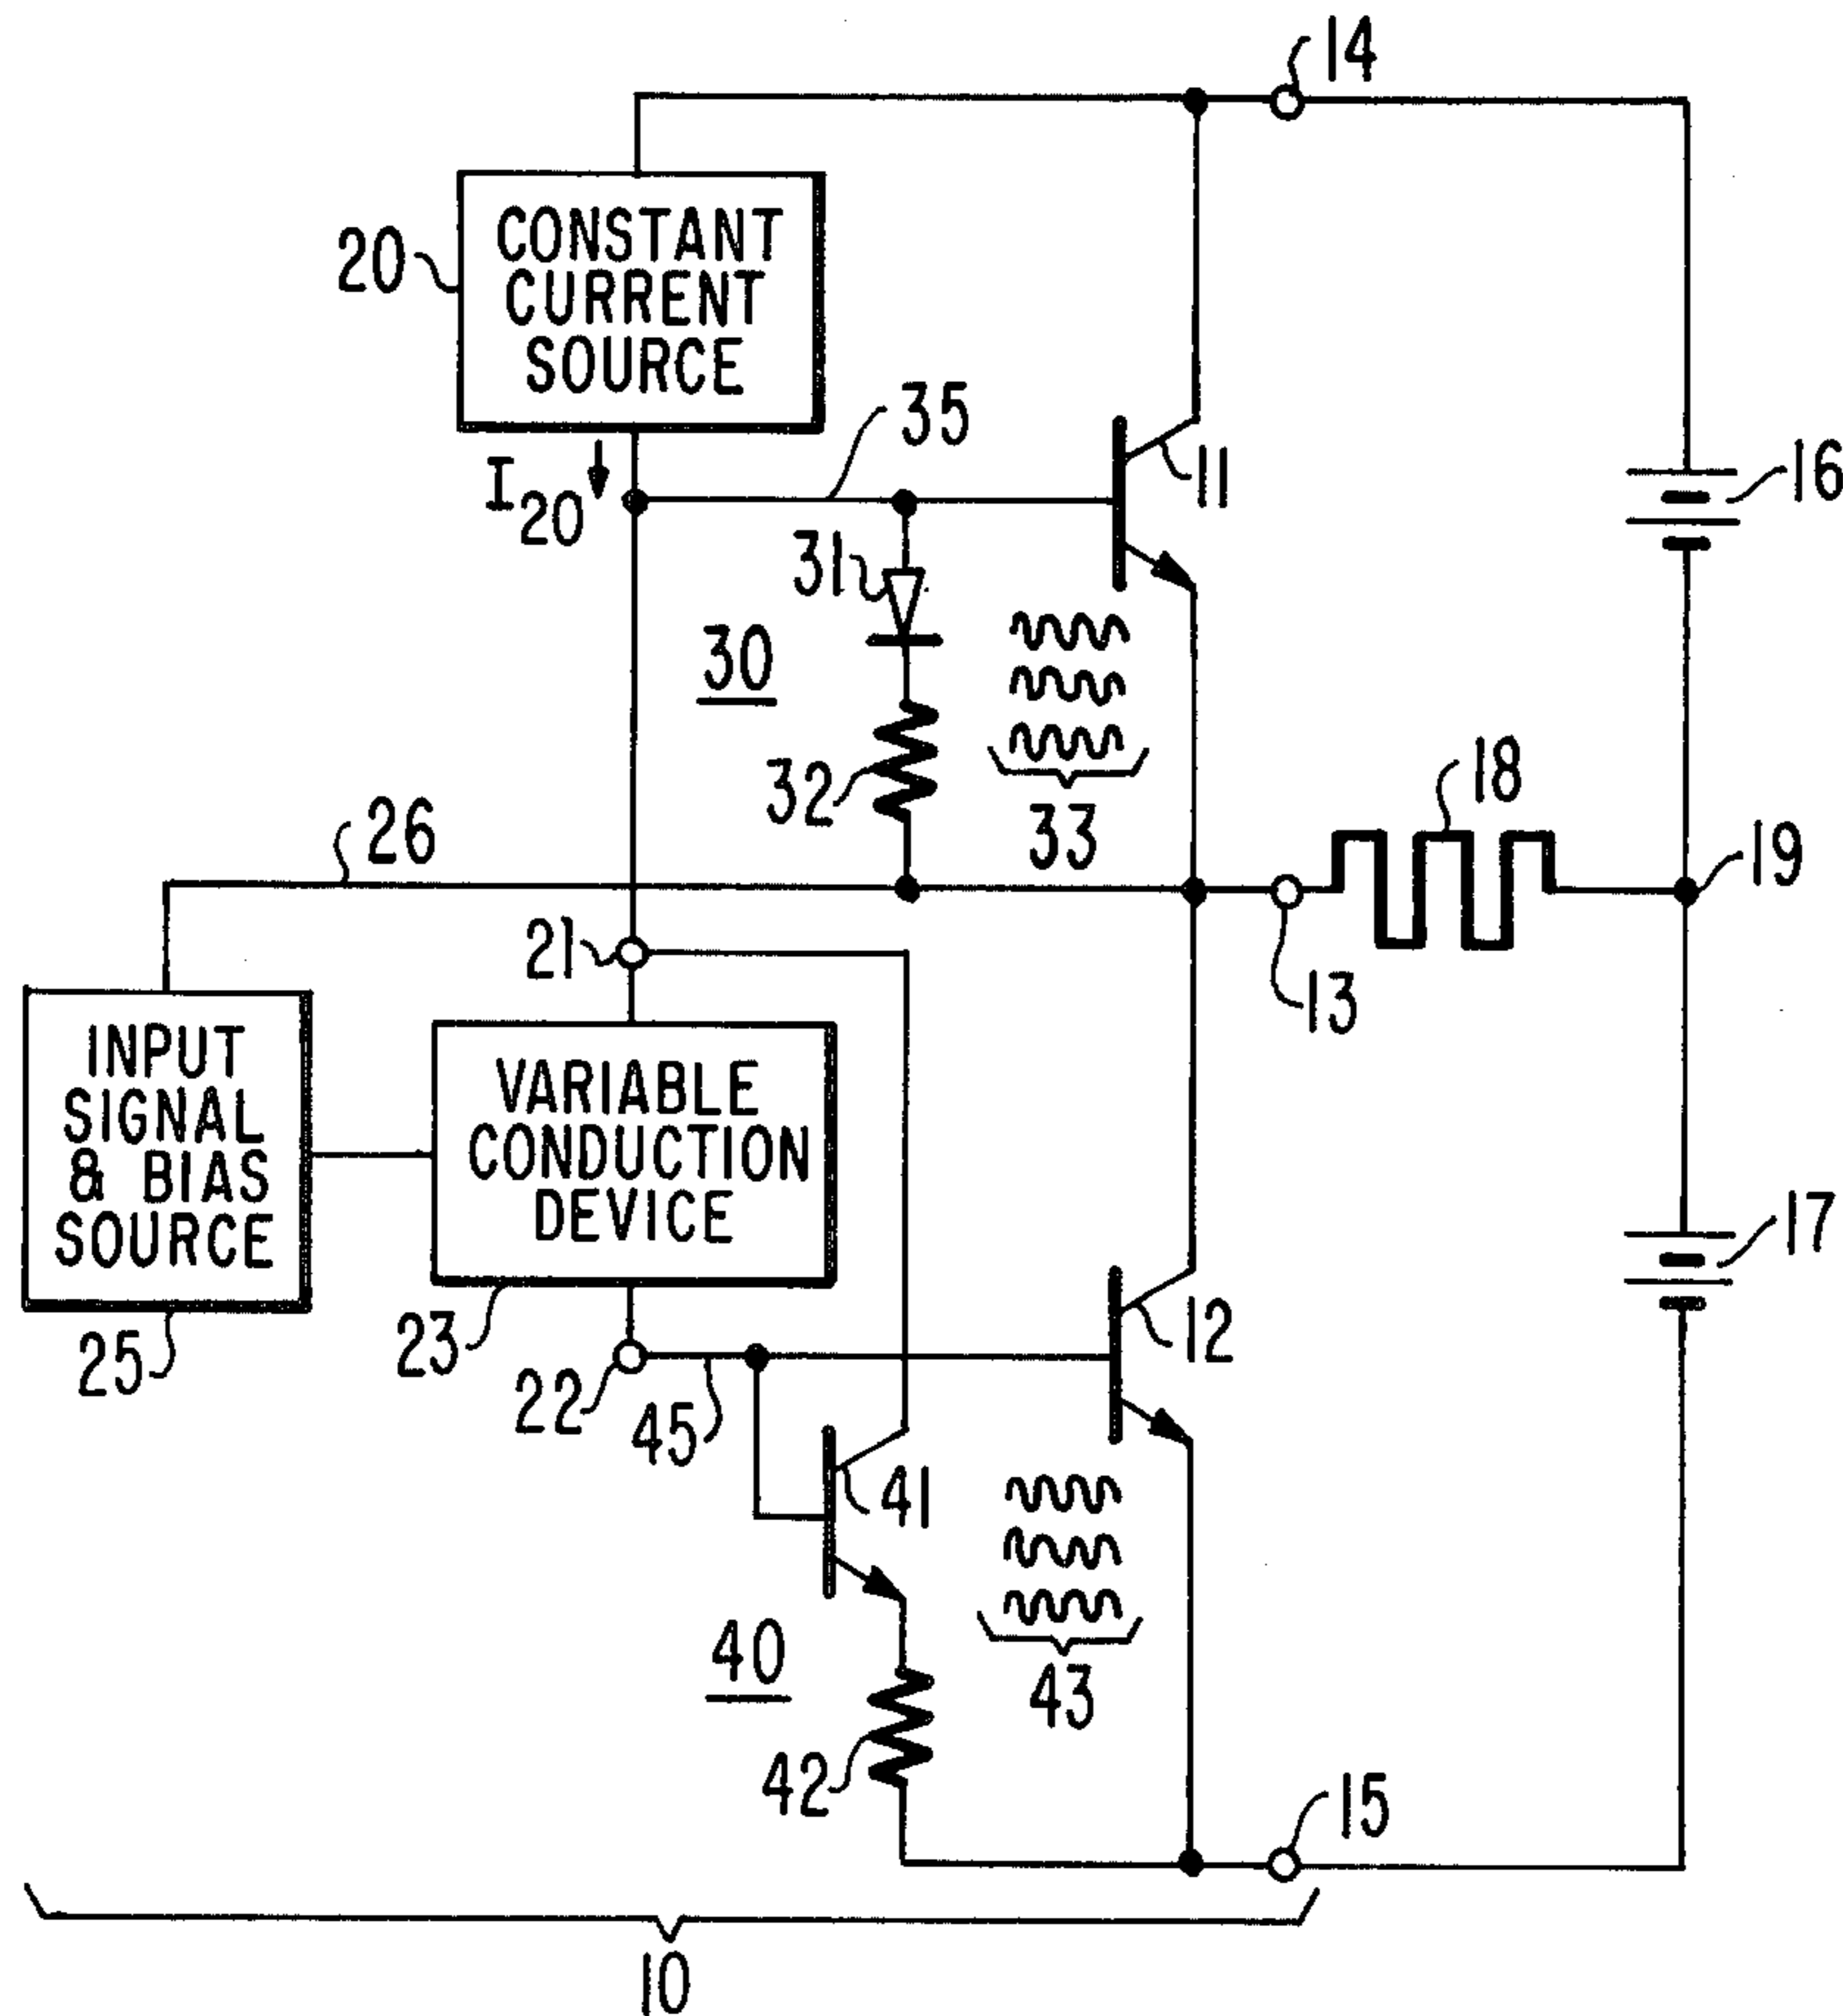 14
CONSTANT
CURRENT
SOURCE
20
35
I20
11
16
31
30
32
33
18
26
19
21
13
INPUT
SIGNAL
& BIAS
SOURCE
VARIABLE
CONDUCTION
DEVICE
17
25
23
22
45
12
41
40
43
42
15
10